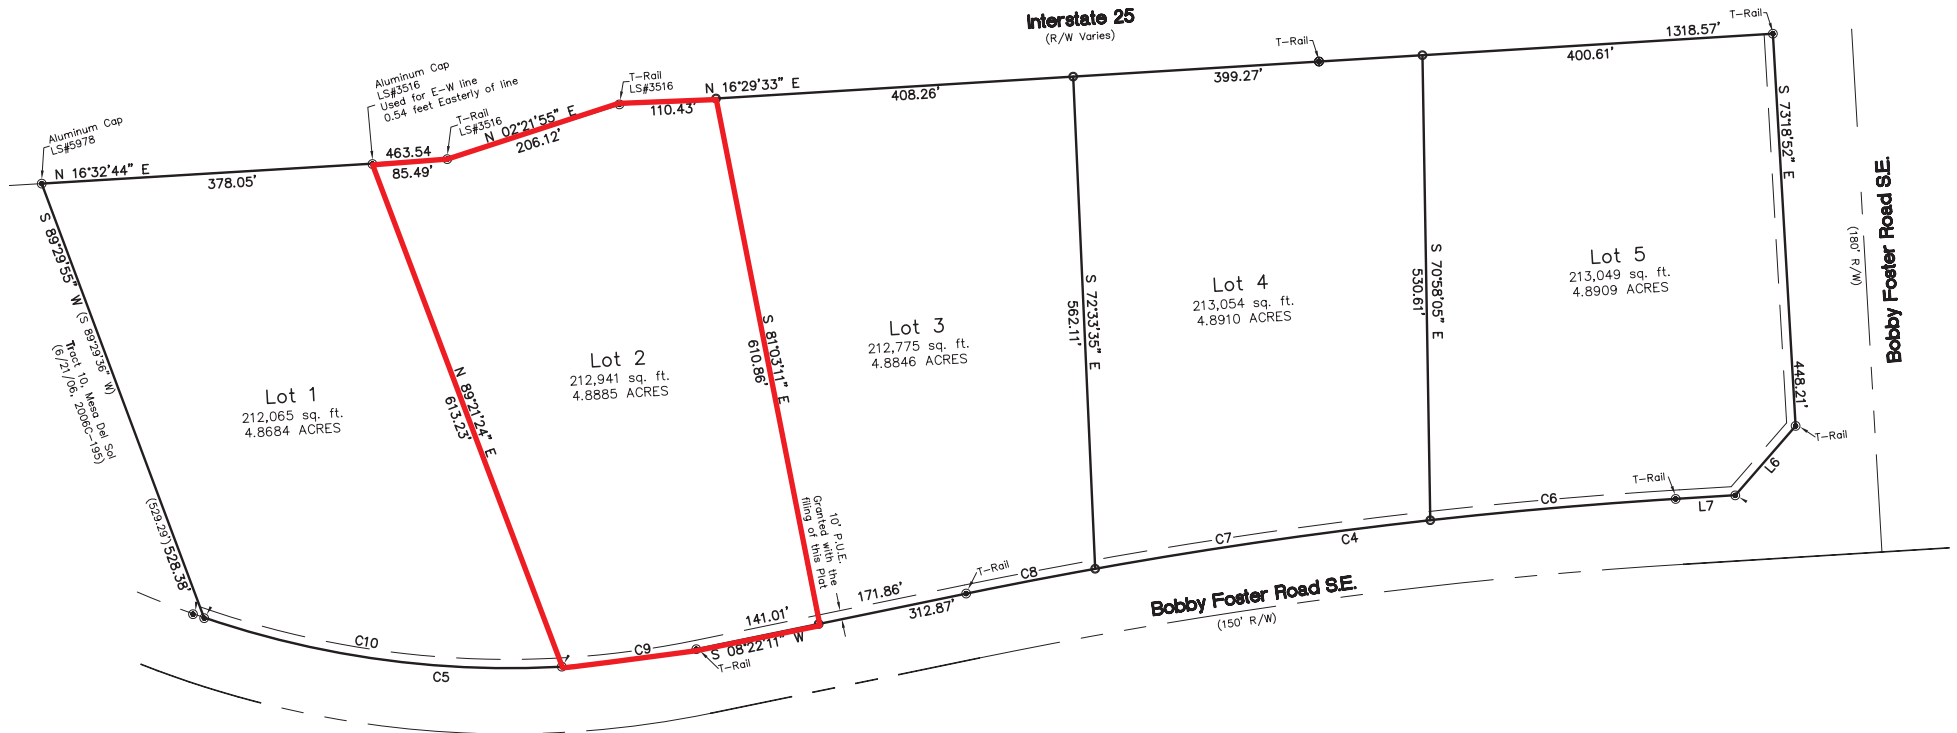 Interstate 25
(R/W Varies)
T-Rail
1318.57'
T-Rail
400.61'
399.27'
N 16°29'33" E
408.26'
T-Rail
LS#3516
110.43'
Aluminum Cap
LS#3516
Used for E-W line
0.54 feet Easterly of line
T-Rail
LS#3516
N 02°21'55" E
206.12'
463.54
85.49'
Aluminum Cap
LS#5978
N 16°32'44" E
378.05'
S 89°29'55" W (S 89°29'36" W)
(529.29') 528.38'
Tract 10, Mesa Del Sol
(6/21/06, 2006C-195)
Lot 1
212,065 sq. ft.
4.8684 ACRES
N 89°21'24" E
613.23'
Lot 2
212,941 sq. ft.
4.8885 ACRES
S 81°03'11" E
610.86'
Lot 3
212,775 sq. ft.
4.8846 ACRES
S 72°33'35" E
562.11'
Lot 4
213,054 sq. ft.
4.8910 ACRES
S 70°58'05" E
530.61'
Lot 5
213,049 sq. ft.
4.8909 ACRES
S 73°18'52" E
448.21'
Bobby Foster Road S.E.
(180' R/W)
T-Rail
L6
T-Rail
L7
C6
C7
C4
C8
T-Rail
171.86'
312.87'
10' P.U.E.
Granted with the
filing of this Plat
141.01'
S 08°22'11" W
T-Rail
C9
C10
C5
Bobby Foster Road S.E.
(150' R/W)